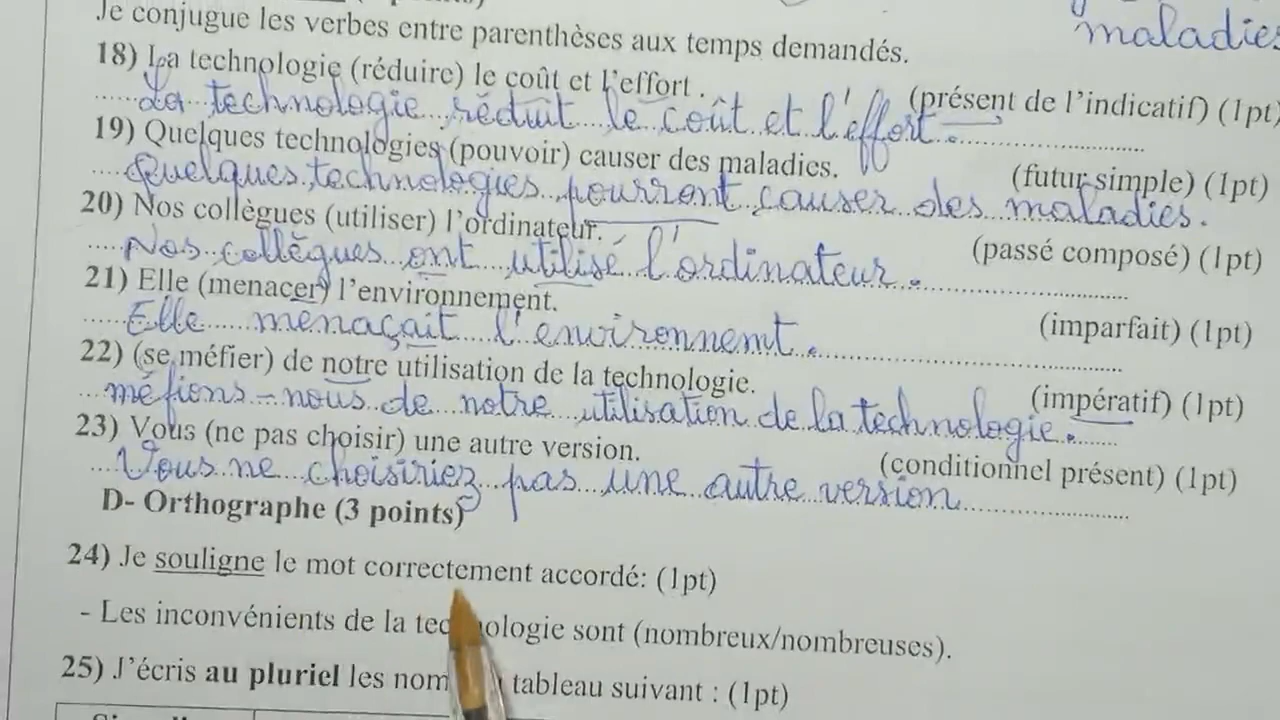 Je conjugue les verbes entre parenthèses aux temps demandés.
maladies
18) La technologie (réduire) le coût et l'effort .
(présent de l'indicatif) (1pt)
La technologie réduit le coût et l'effort.
19) Quelques technologies (pouvoir) causer des maladies.
(futur simple) (1pt)
Quelques technologies pourront causer des maladies.
20) Nos collègues (utiliser) l'ordinateur.
(passé composé) (1pt)
Nos collègues ont utilisé l'ordinateur.
21) Elle (menacer) l'environnement.
(imparfait) (1pt)
Elle menaçait l'environnemt.
22) (se méfier) de notre utilisation de la technologie.
(impératif) (1pt)
méfions-nous de notre utilisation de la technologie.
23) Vous (ne pas choisir) une autre version.
(conditionnel présent) (1pt)
Vous ne choisiriez pas une autre version
D- Orthographe (3 points)
24) Je souligne le mot correctement accordé: (1pt)
- Les inconvénients de la technologie sont (nombreux/nombreuses).
25) J'écris au pluriel les nom tableau suivant : (1pt)